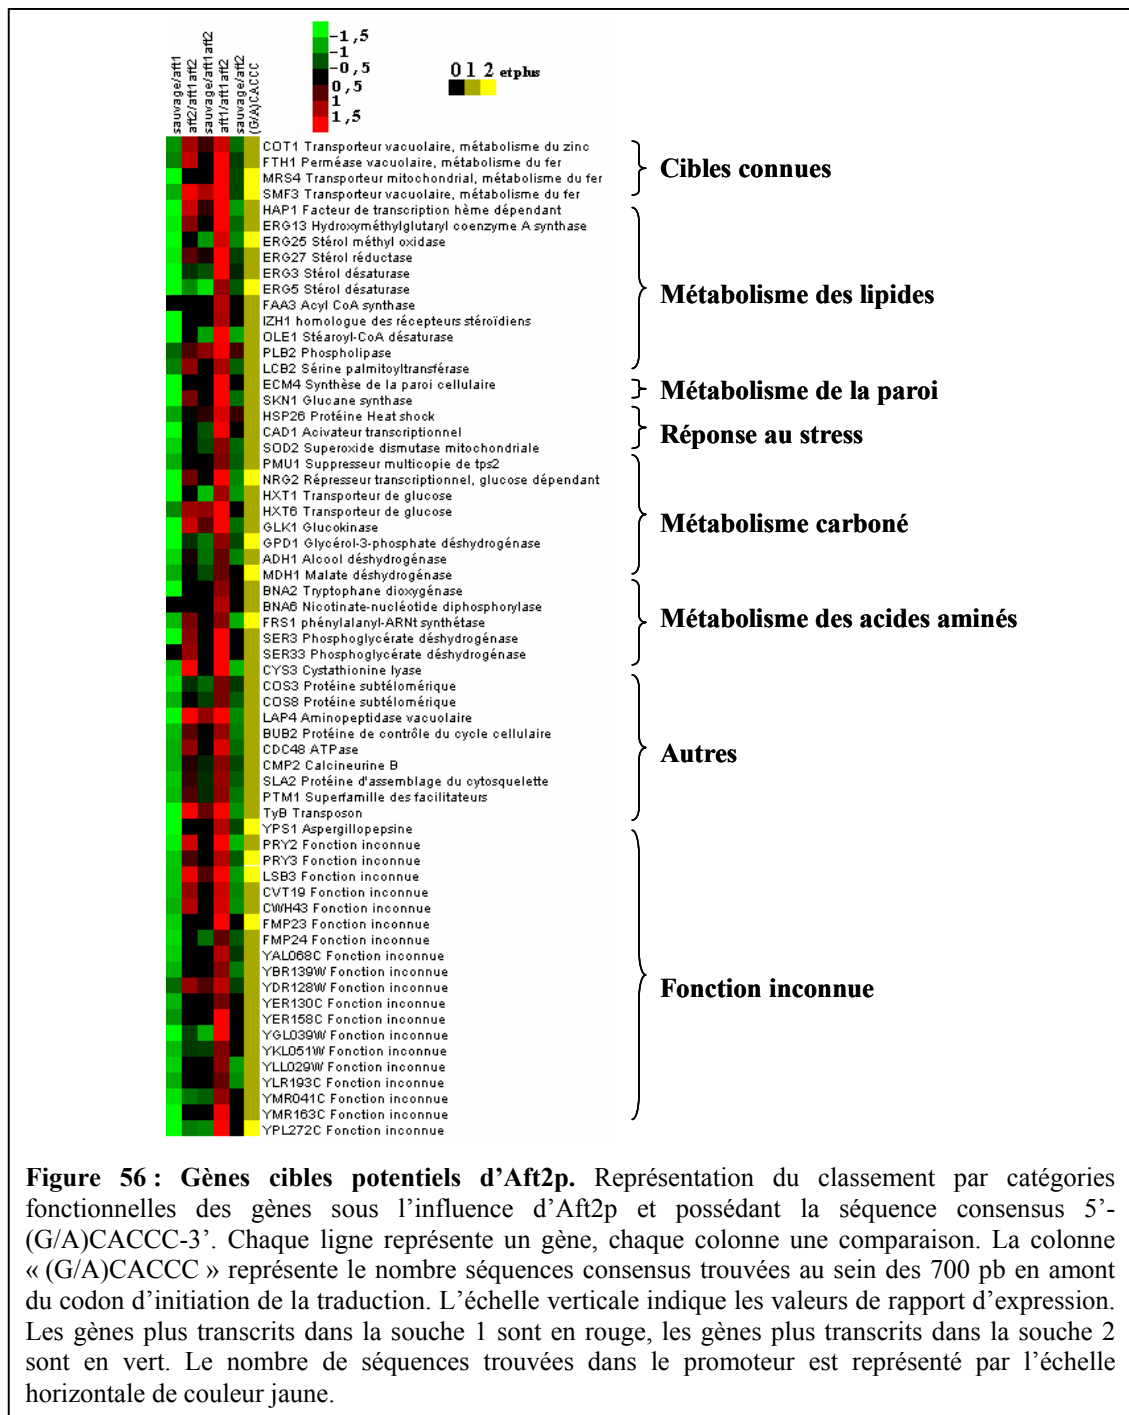 sauvage/aft1
aft2/aft1aft2
sauvage/aft1aft2
aft1/aft1aft2
sauvage/aft2
(G/A)CACCC
-1,5
-1
-0,5
0,5
1
1,5
0 1 2 et plus
COT1 Transporteur vacuolaire, métabolisme du zinc
FTH1 Perméase vacuolaire, métabolisme du fer
MRS4 Transporteur mitochondrial, métabolisme du fer
SMF3 Transporteur vacuolaire, métabolisme du fer
Cibles connues
HAP1 Facteur de transcription hème dépendant
ERG13 Hydroxyméthylglutaryl coenzyme A synthase
ERG25 Stérol méthyl oxidase
ERG27 Stérol réductase
ERG3 Stérol désaturase
ERG5 Stérol désaturase
FAA3 Acyl CoA synthase
IZH1 homologue des récepteurs stéroïdiens
OLE1 Stéaroyl-CoA désaturase
PLB2 Phospholipase
LCB2 Sérine palmitoyltransférase
Métabolisme des lipides
ECM4 Synthèse de la paroi cellulaire
SKN1 Glucane synthase
Métabolisme de la paroi
HSP26 Protéine Heat shock
CAD1 Acivateur transcriptionnel
SOD2 Superoxide dismutase mitochondriale
Réponse au stress
PMU1 Suppresseur multicopie de tps2
NRG2 Répresseur transcriptionnel, glucose dépendant
HXT1 Transporteur de glucose
HXT6 Transporteur de glucose
GLK1 Glucokinase
GPD1 Glycérol-3-phosphate déshydrogénase
ADH1 Alcool déshydrogénase
MDH1 Malate déshydrogénase
Métabolisme carboné
BNA2 Tryptophane dioxygénase
BNA6 Nicotinate-nucléotide diphosphorylase
FRS1 phénylalanyl-ARNt synthétase
SER3 Phosphoglycérate déshydrogénase
SER33 Phosphoglycérate déshydrogénase
CYS3 Cystathionine lyase
Métabolisme des acides aminés
COS3 Protéine subtélomérique
COS8 Protéine subtélomérique
LAP4 Aminopeptidase vacuolaire
BUB2 Protéine de contrôle du cycle cellulaire
CDC48 ATPase
CMP2 Calcineurine B
SLA2 Protéine d'assemblage du cytosquelette
PTM1 Superfamille des facilitateurs
TyB Transposon
Autres
YPS1 Aspergillopepsine
PRY2 Fonction inconnue
PRY3 Fonction inconnue
LSB3 Fonction inconnue
CVT19 Fonction inconnue
CWH43 Fonction inconnue
FMP23 Fonction inconnue
FMP24 Fonction inconnue
YAL068C Fonction inconnue
YBR139W Fonction inconnue
YDR128W Fonction inconnue
YER130C Fonction inconnue
YER158C Fonction inconnue
YGL039W Fonction inconnue
YKL051W Fonction inconnue
YLL029W Fonction inconnue
YLR193C Fonction inconnue
YMR041C Fonction inconnue
YMR163C Fonction inconnue
YPL272C Fonction inconnue
Fonction inconnue
Figure 56 : Gènes cibles potentiels d'Aft2p. Représentation du classement par catégories
fonctionnelles des gènes sous l'influence d'Aft2p et possédant la séquence consensus 5'-
(G/A)CACCC-3'. Chaque ligne représente un gène, chaque colonne une comparaison. La colonne
« (G/A)CACCC » représente le nombre séquences consensus trouvées au sein des 700 pb en amont
du codon d'initiation de la traduction. L'échelle verticale indique les valeurs de rapport d'expression.
Les gènes plus transcrits dans la souche 1 sont en rouge, les gènes plus transcrits dans la souche 2
sont en vert. Le nombre de séquences trouvées dans le promoteur est représenté par l'échelle
horizontale de couleur jaune.